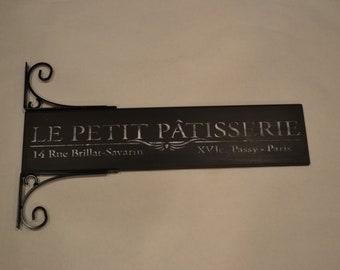 LE PETIT PÂTISSERIE
14 Rue Brillat-Savarin XVIe, Passy - Paris